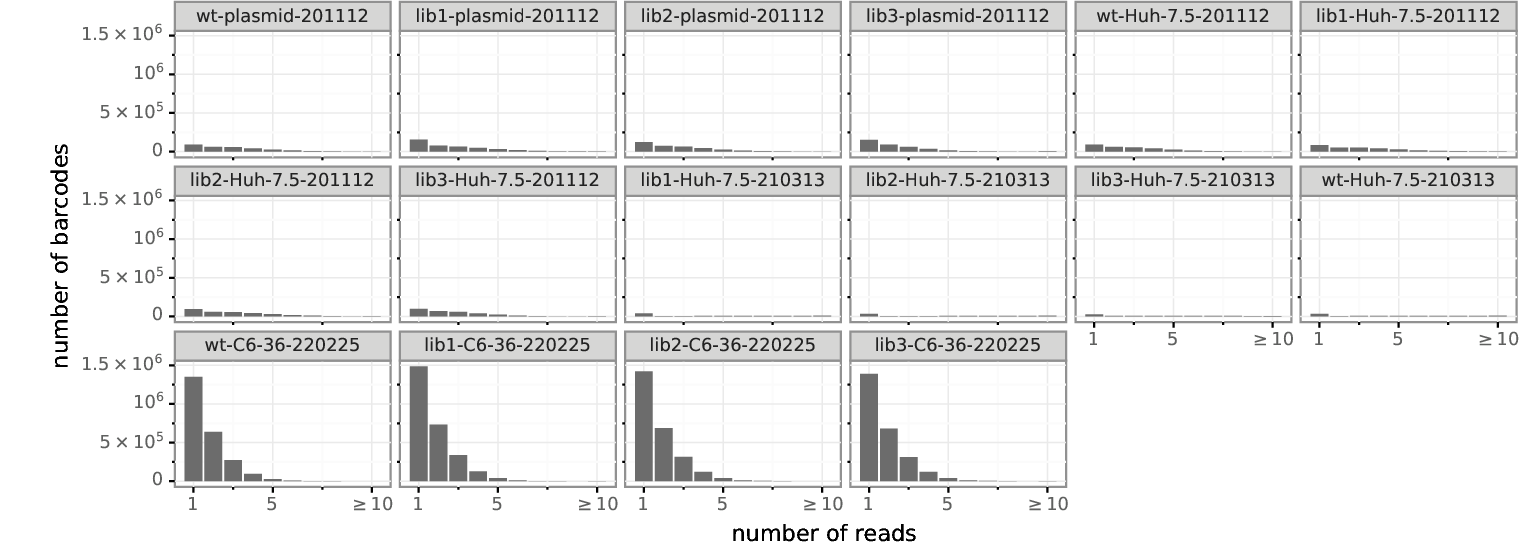 wt-plasmid-201112 lib1-plasmid-201112 lib2-plasmid-201112 lib3-plasmid-201112 wt-Huh-7.5-201112 lib1-Huh-7.5-201112
1.5 × 10⁶
10⁶
5 × 10⁵
0
lib2-Huh-7.5-201112 lib3-Huh-7.5-201112 lib1-Huh-7.5-210313 lib2-Huh-7.5-210313 lib3-Huh-7.5-210313 wt-Huh-7.5-210313
1.5 × 10⁶
10⁶
5 × 10⁵
0
1 5 ≥ 10 1 5 ≥ 10
number of barcodes
wt-C6-36-220225 lib1-C6-36-220225 lib2-C6-36-220225 lib3-C6-36-220225
1.5 × 10⁶
10⁶
5 × 10⁵
0
1 5 ≥ 10 1 5 ≥ 10 1 5 ≥ 10 1 5 ≥ 10
number of reads